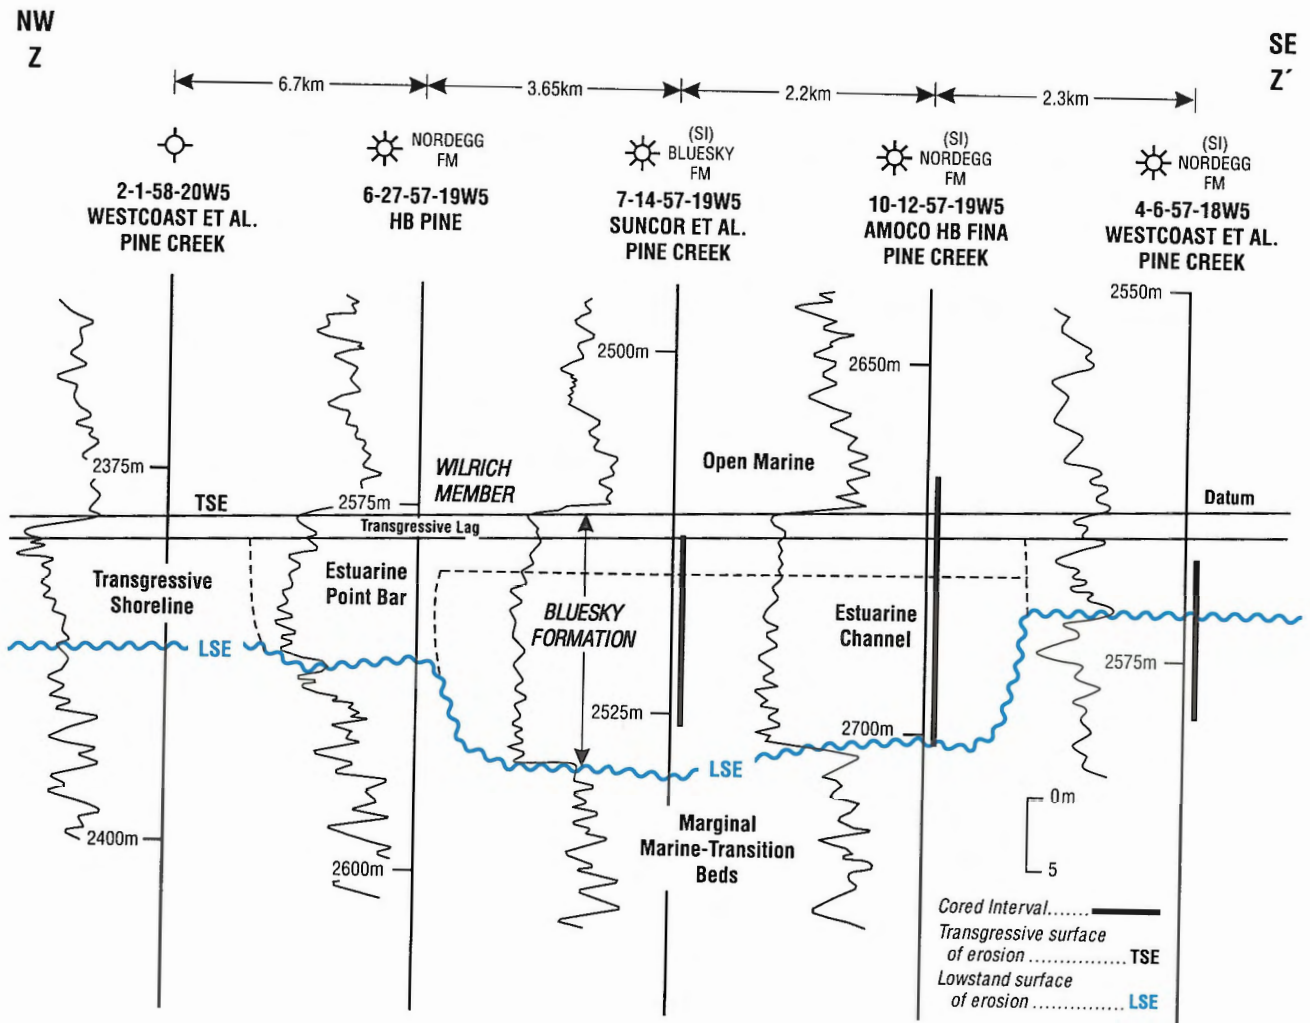 NW
Z
SE
Z´
6.7km
3.65km
2.2km
2.3km
NORDEGG
FM
(SI)
BLUESKY
FM
(SI)
NORDEGG
FM
(SI)
NORDEGG
FM
2-1-58-20W5
WESTCOAST ET AL.
PINE CREEK
6-27-57-19W5
HB PINE
7-14-57-19W5
SUNCOR ET AL.
PINE CREEK
10-12-57-19W5
AMOCO HB FINA
PINE CREEK
4-6-57-18W5
WESTCOAST ET AL.
PINE CREEK
2550m
2500m
2650m
2375m
WILRICH
MEMBER
Open Marine
TSE
2575m
Datum
Transgressive Lag
Transgressive
Shoreline
Estuarine
Point Bar
BLUESKY
FORMATION
Estuarine
Channel
LSE
2575m
2525m
2700m
LSE
0m
5
Marginal
Marine-Transition
Beds
2400m
2600m
Cored Interval.......
Transgressive surface
of erosion ................ TSE
Lowstand surface
of erosion ............... LSE